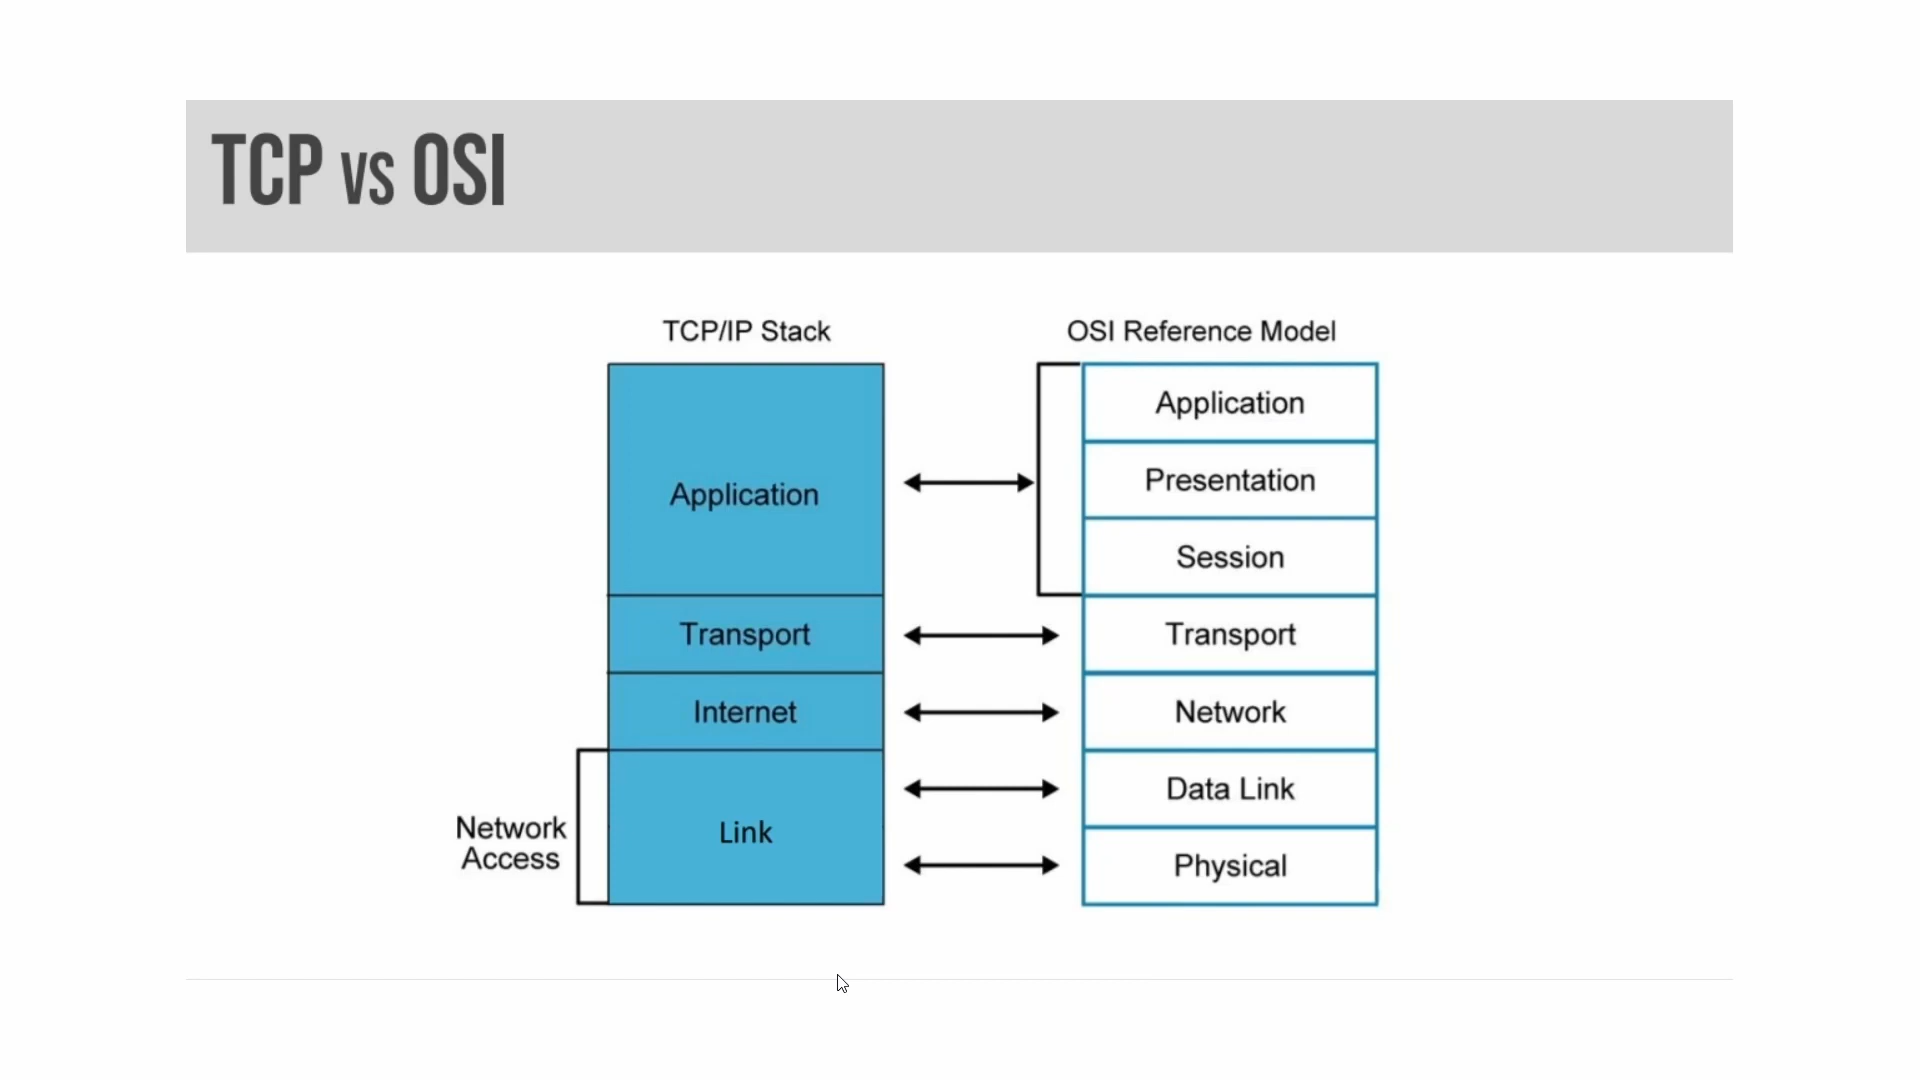 TCP VS OSI
TCP/IP Stack
Application
Transport
Internet
Link
Network
Access
OSI Reference Model
Application
Presentation
Session
Transport
Network
Data Link
Physical